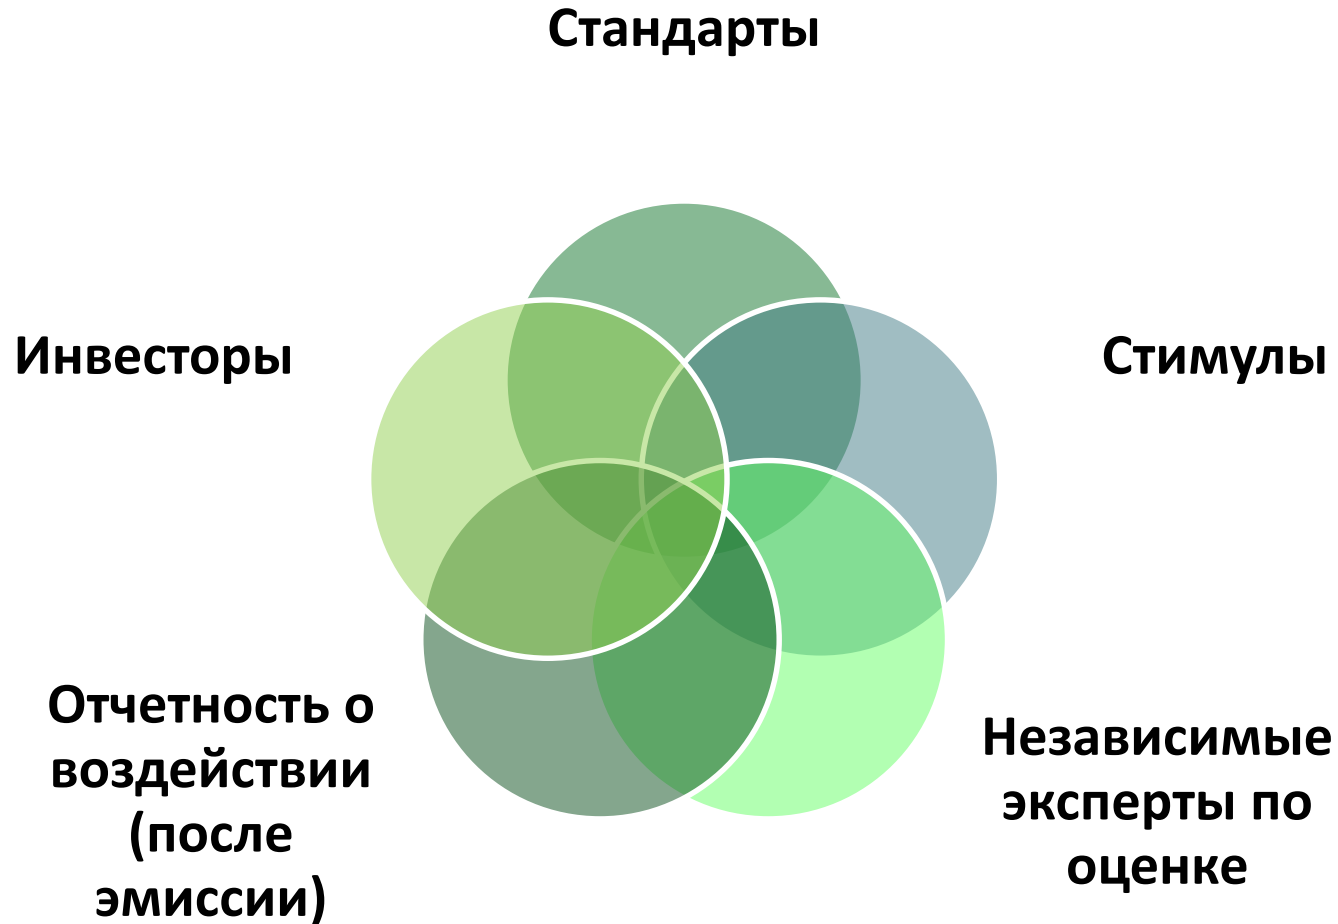 Стандарты
Инвесторы
Стимулы
Отчетность о
воздействии
(после
эмиссии)
Независимые
эксперты по
оценке